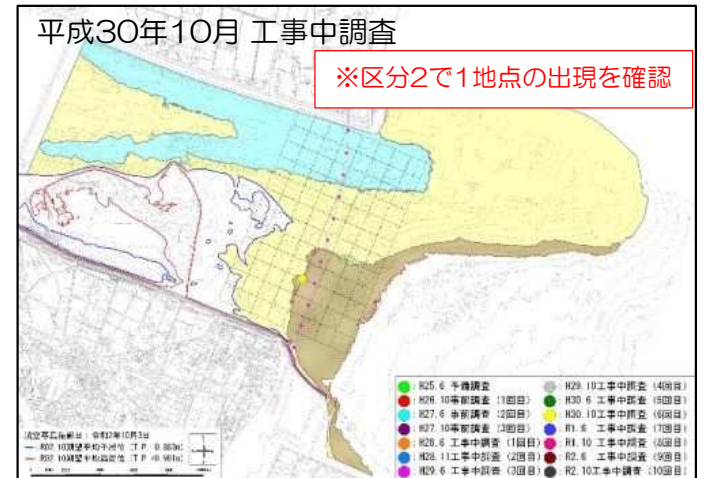 平成30年10月 工事中調査
※区分2で1地点の出現を確認
H25.6 予備調査
H26.10事前調査（1回目）
H27.6 事前調査（2回目）
H27.10事前調査（3回目）
H28.6 工事中調査（1回目）
H28.11工事中調査（2回目）
H29.6 工事中調査（3回目）
H29.10工事中調査（4回目）
H30.6 工事中調査（5回目）
H30.10工事中調査（6回目）
R1.6 工事中調査（7回目）
R1.10 工事中調査（8回目）
R2.6 工事中調査（9回目）
R2.10工事中調査（10回目）